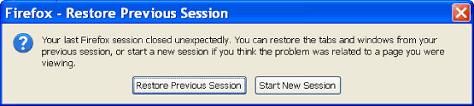 Firefox - Restore Previous Session
Your last Firefox session closed unexpectedly. You can restore the tabs and windows from your
previous session, or start a new session if you think the problem was related to a page you were
viewing.
Restore Previous Session Start New Session